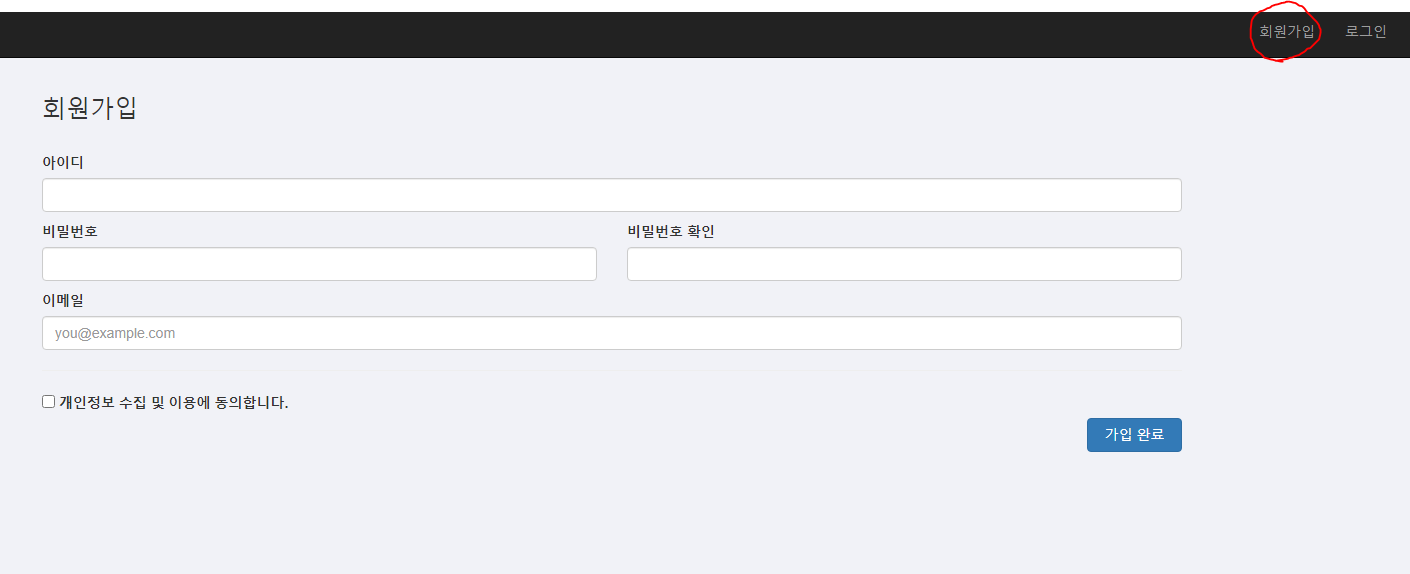 회원가입 로그인
회원가입
아이디
비밀번호 비밀번호 확인
이메일
you@example.com
개인정보 수집 및 이용에 동의합니다.
가입 완료